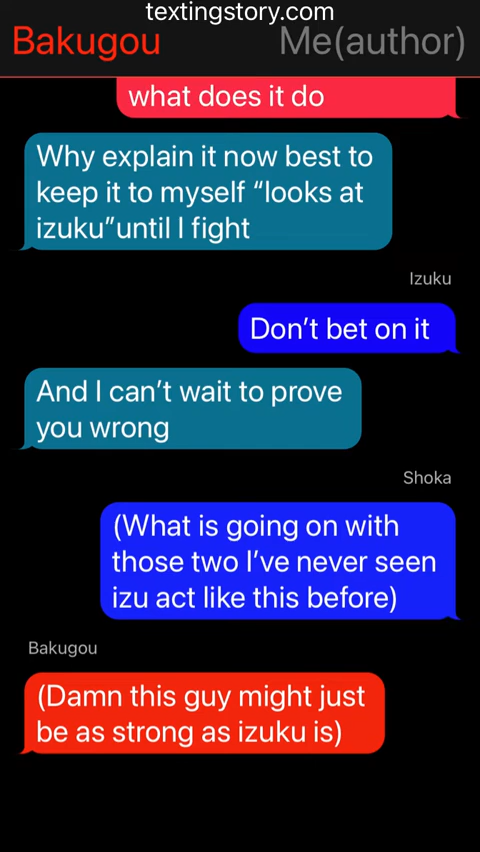 textingstory.com
Bakugou Me(author)
what does it do
Why explain it now best to
keep it to myself “looks at
izuku”until I fight
Izuku
Don’t bet on it
And I can’t wait to prove
you wrong
Shoka
(What is going on with
those two I’ve never seen
izu act like this before)
Bakugou
(Damn this guy might just
be as strong as izuku is)